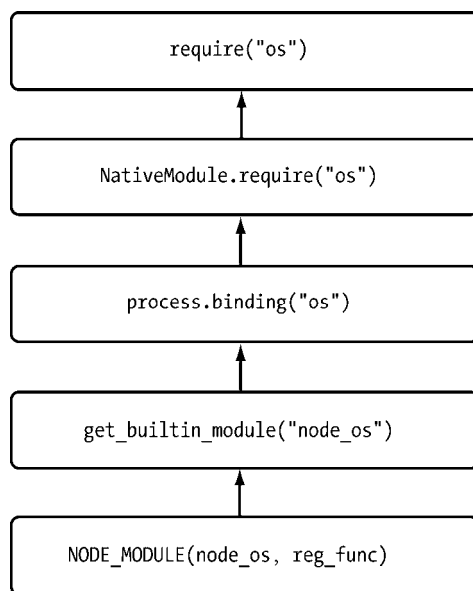 require("os")
NativeModule.require("os")
process.binding("os")
get_builtin_module("node_os")
NODE_MODULE(node_os, reg_func)